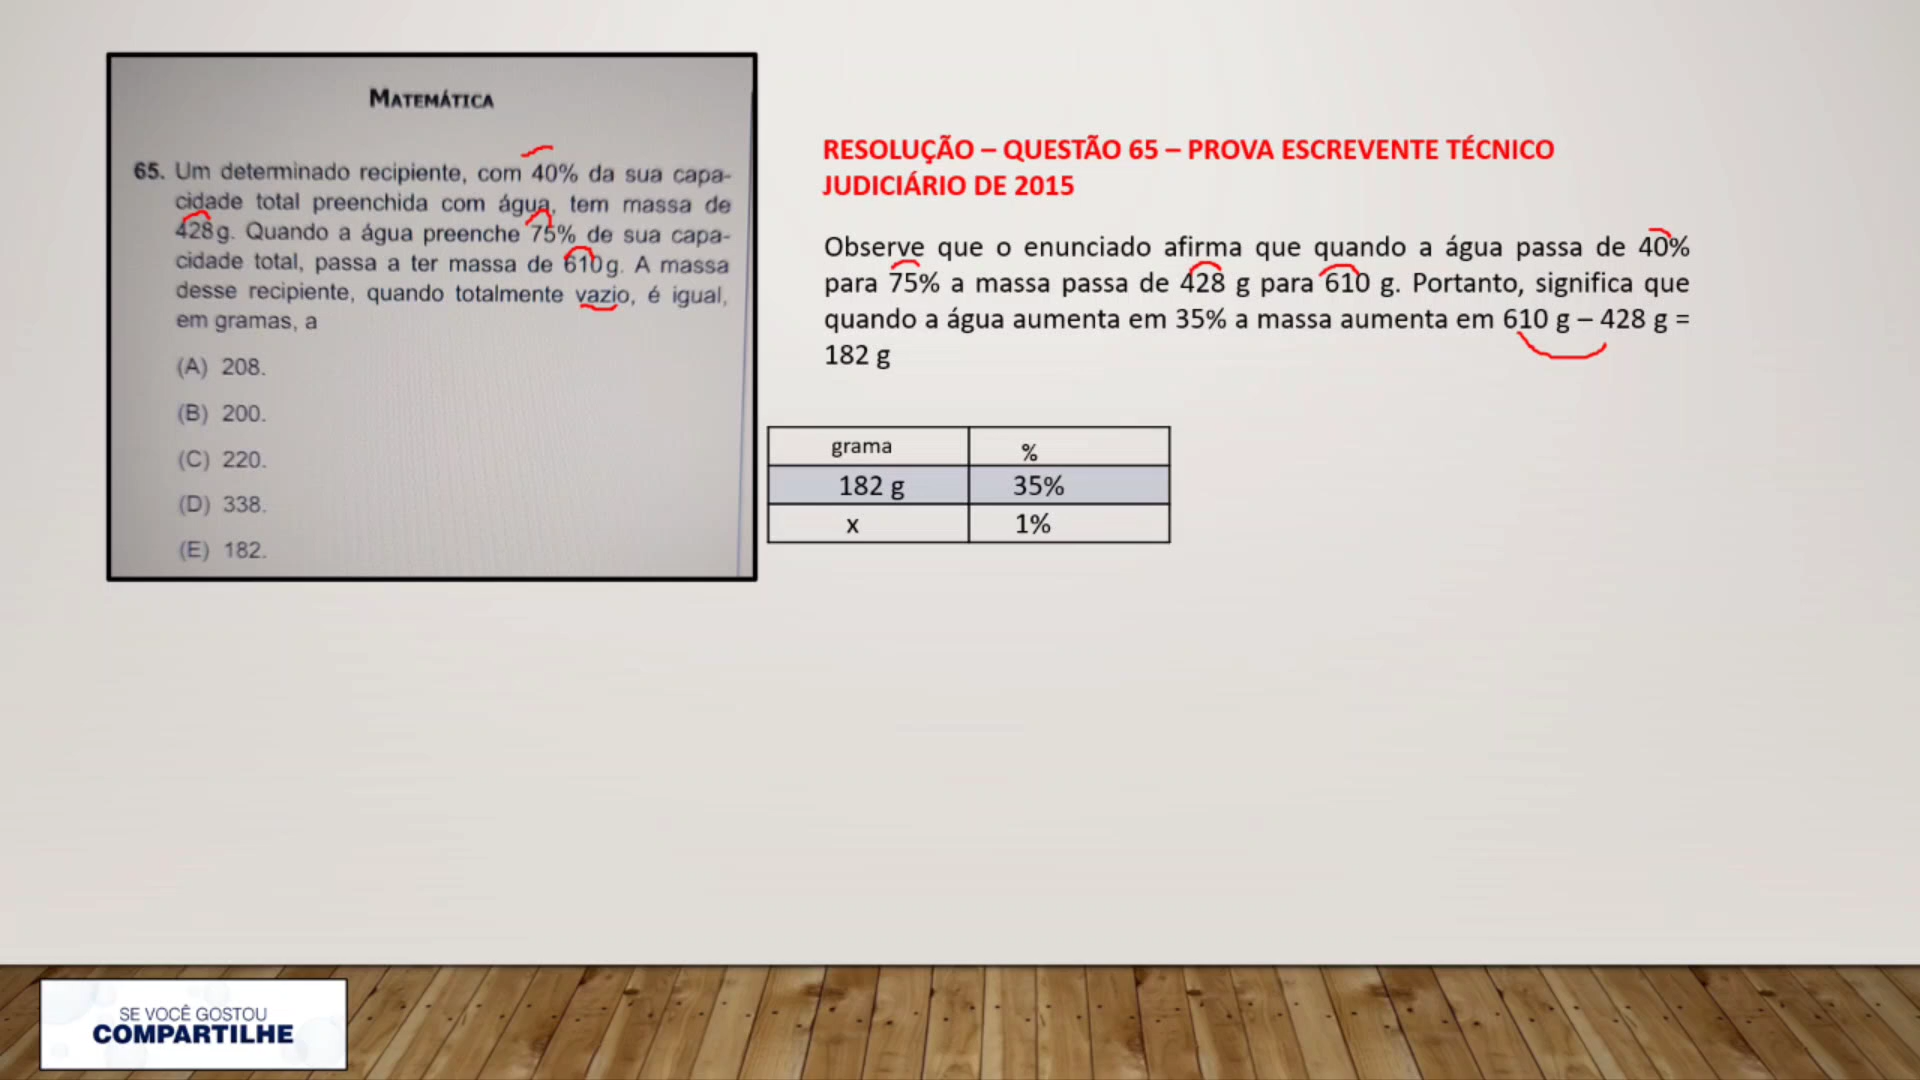 MATEMÁTICA
65. Um determinado recipiente, com 40% da sua capa-
cidade total preenchida com água, tem massa de
428g. Quando a água preenche 75% de sua capa-
cidade total, passa a ter massa de 610g. A massa
desse recipiente, quando totalmente vazio, é igual,
em gramas, a
(A) 208.
(B) 200.
(C) 220.
(D) 338.
(E) 182.
RESOLUÇÃO – QUESTÃO 65 – PROVA ESCREVENTE TÉCNICO
JUDICIÁRIO DE 2015
Observe que o enunciado afirma que quando a água passa de 40%
para 75% a massa passa de 428 g para 610 g. Portanto, significa que
quando a água aumenta em 35% a massa aumenta em 610 g – 428 g =
182 g
grama %
182 g 35%
x 1%
SE VOCÊ GOSTOU
COMPARTILHE